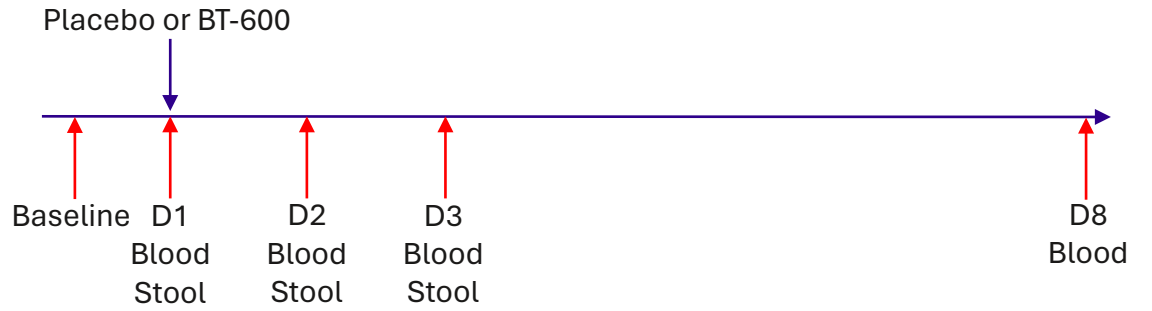 Placebo or BT-600
Baseline
D1
Blood
Stool
D2
Blood
Stool
D3
Blood
Stool
D8
Blood